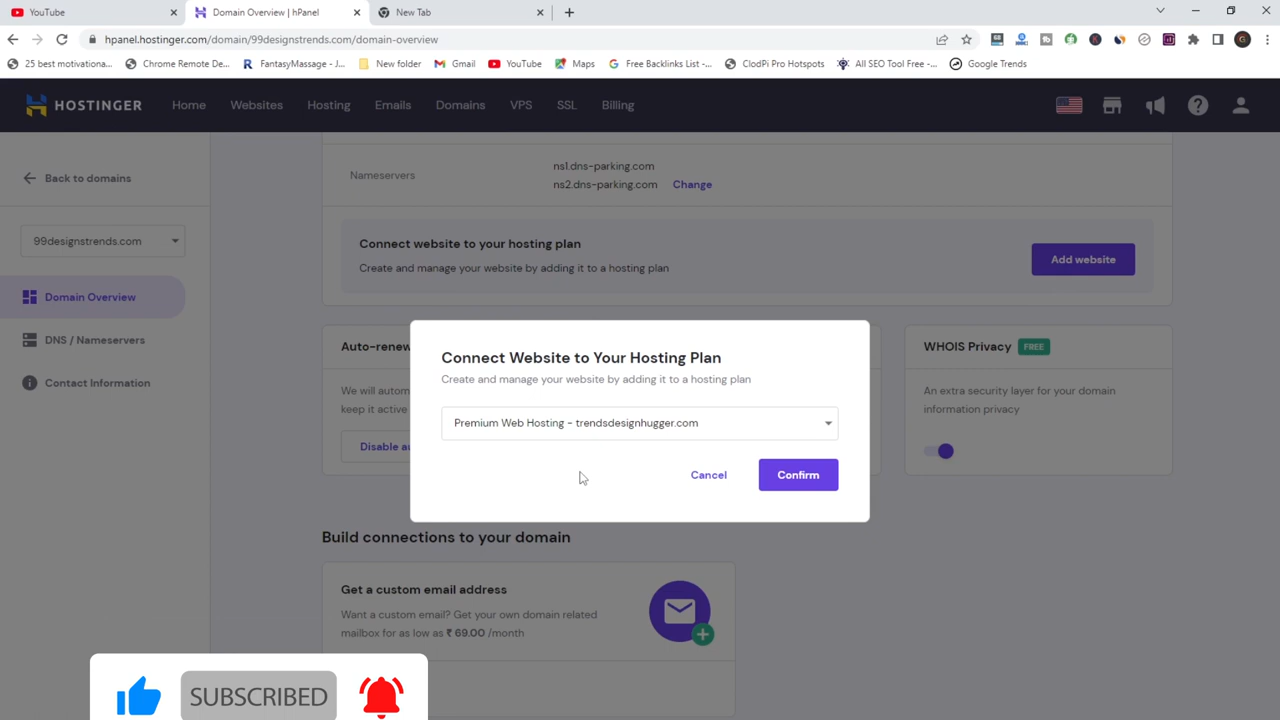 YouTube
Domain Overview | hPanel
New Tab
hpanel.hostinger.com/domain/99designstrends.com/domain-overview
25 best motivationa...
Chrome Remote De...
FantasyMassage - J...
New folder
Gmail
YouTube
Maps
Free Backlinks List -...
ClodPi Pro Hotspots
All SEO Tool Free -...
Google Trends
HOSTINGER
Home
Websites
Hosting
Emails
Domains
VPS
SSL
Billing
Back to domains
Nameservers
ns1.dns-parking.com
ns2.dns-parking.com
Change
99designstrends.com
Connect website to your hosting plan
Create and manage your website by adding it to a hosting plan
Add website
Domain Overview
DNS / Nameservers
Contact Information
Auto-renew
We will autom
keep it active
Disable au
Connect Website to Your Hosting Plan
Create and manage your website by adding it to a hosting plan
Premium Web Hosting - trendsdesignhugger.com
Cancel
Confirm
WHOIS Privacy FREE
An extra security layer for your domain
information privacy
Build connections to your domain
Get a custom email address
Want a custom email? Get your own domain related
mailbox for as low as ₹ 69.00 /month
SUBSCRIBED